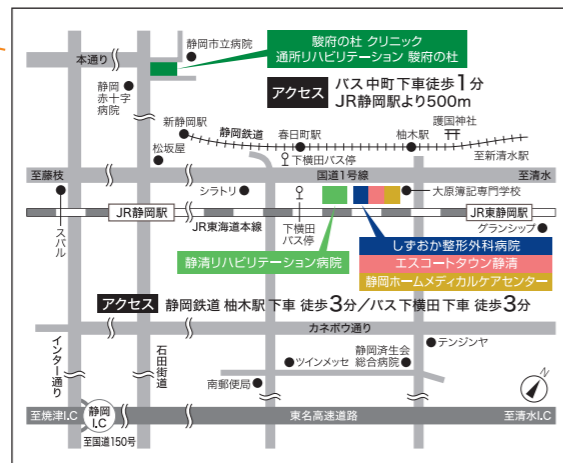 静岡市立病院
駿府の杜 クリニック
通所リハビリテーション 駿府の杜
本通り
静岡
赤十字
病院
アクセス バス 中町 下車 徒歩1分
JR静岡駅より500m
新静岡駅
静岡鉄道
春日町駅
柚木駅
護国神社
至新清水駅
松坂屋
下横田バス停
至藤枝
国道1号線
至清水
シラトリ
大原簿記専門学校
スバル
JR静岡駅
JR東海道本線
下横田
バス停
JR東静岡駅
グランシップ
静清リハビリテーション病院
しずおか整形外科病院
エスコートタウン静清
静岡ホームメディカルケアセンター
アクセス 静岡鉄道 柚木駅 下車 徒歩3分/バス下横田下車 徒歩3分
カネボウ通り
インター通り
石田街道
テンジンヤ
静岡済生会
総合病院
ツインメッセ
南郵便局
N
至焼津I.C
静岡
I.C
東名高速道路
至清水I.C
至国道150号